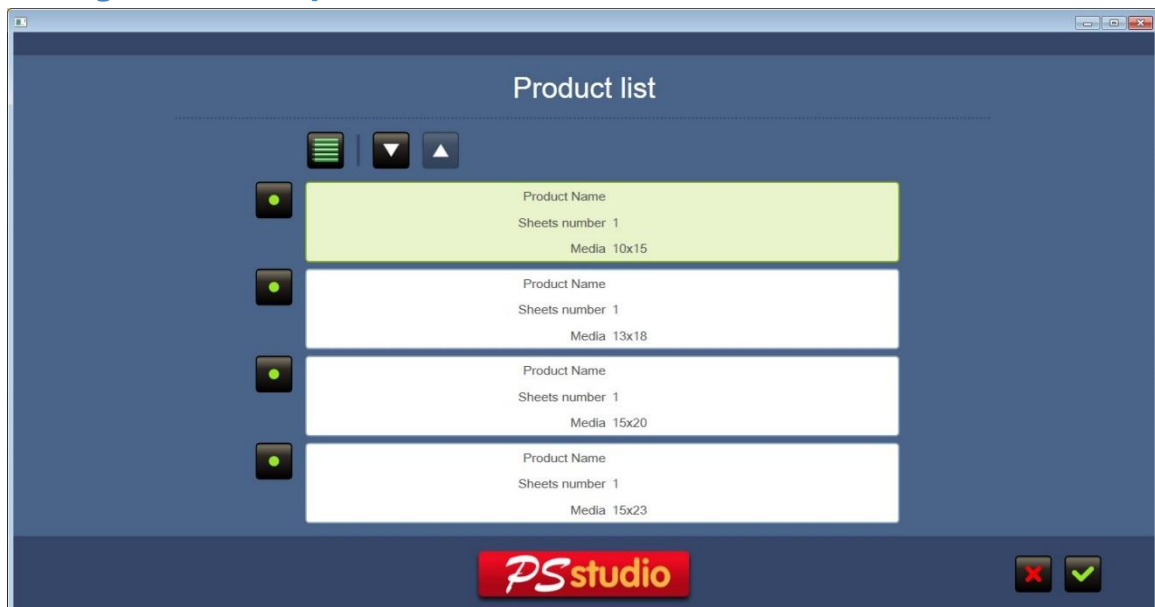 Product list
Product Name
Sheets number 1
Media 10x15
Product Name
Sheets number 1
Media 13x18
Product Name
Sheets number 1
Media 15x20
Product Name
Sheets number 1
Media 15x23
PSstudio